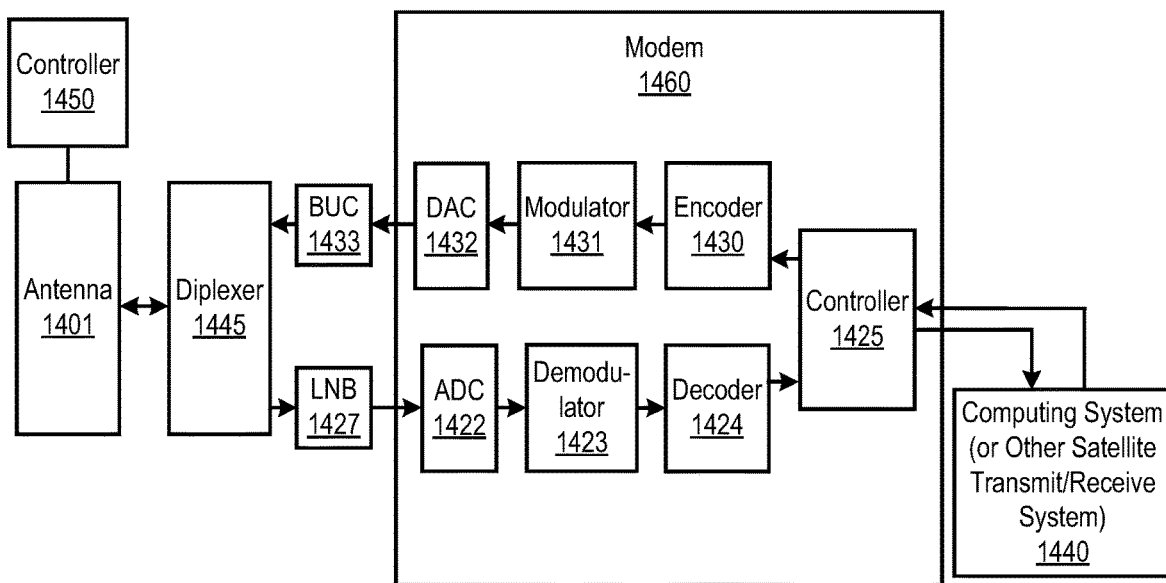 Controller
1450
Modem
1460
BUC
1433
DAC
1432
Modulator
1431
Encoder
1430
Antenna
1401
Diplexer
1445
Controller
1425
LNB
1427
ADC
1422
Demodu-
lator
1423
Decoder
1424
Computing System
(or Other Satellite
Transmit/Receive
System)
1440